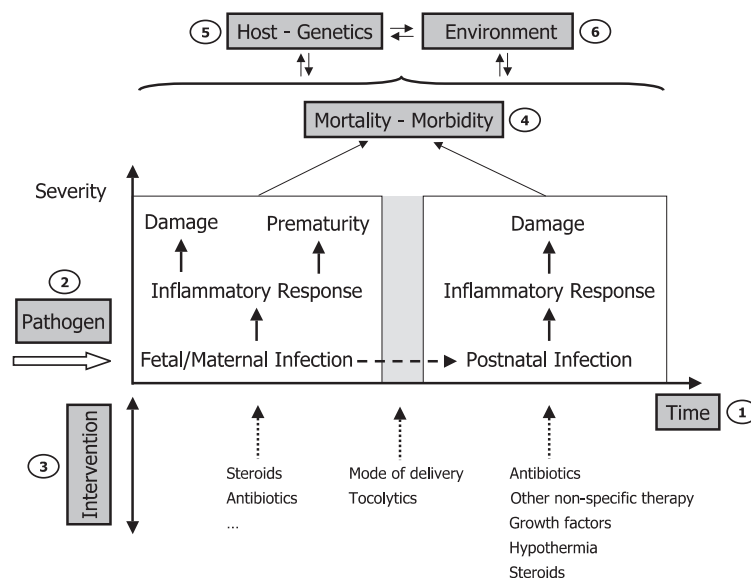 5 Host - Genetics Environment 6
Mortality - Morbidity 4
Severity
Damage Prematurity Damage
2
Inflammatory Response Inflammatory Response
Pathogen
Fetal/Maternal Infection Postnatal Infection
Time 1
3 Intervention
Steroids Mode of delivery Antibiotics
Antibiotics Tocolytics Other non-specific therapy
... Growth factors
Hypothermia
Steroids